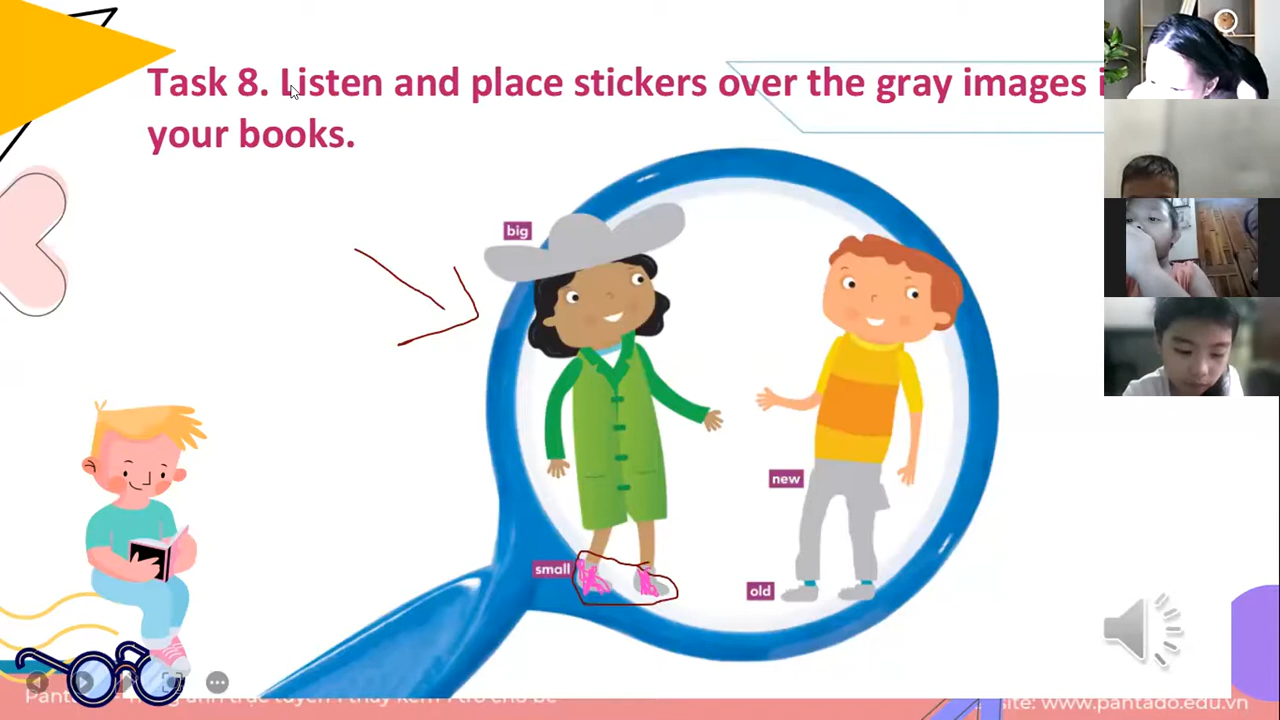 Task 8. Listen and place stickers over the gray images
your books.
big
new
small
old
site: www.pantado.edu.vn